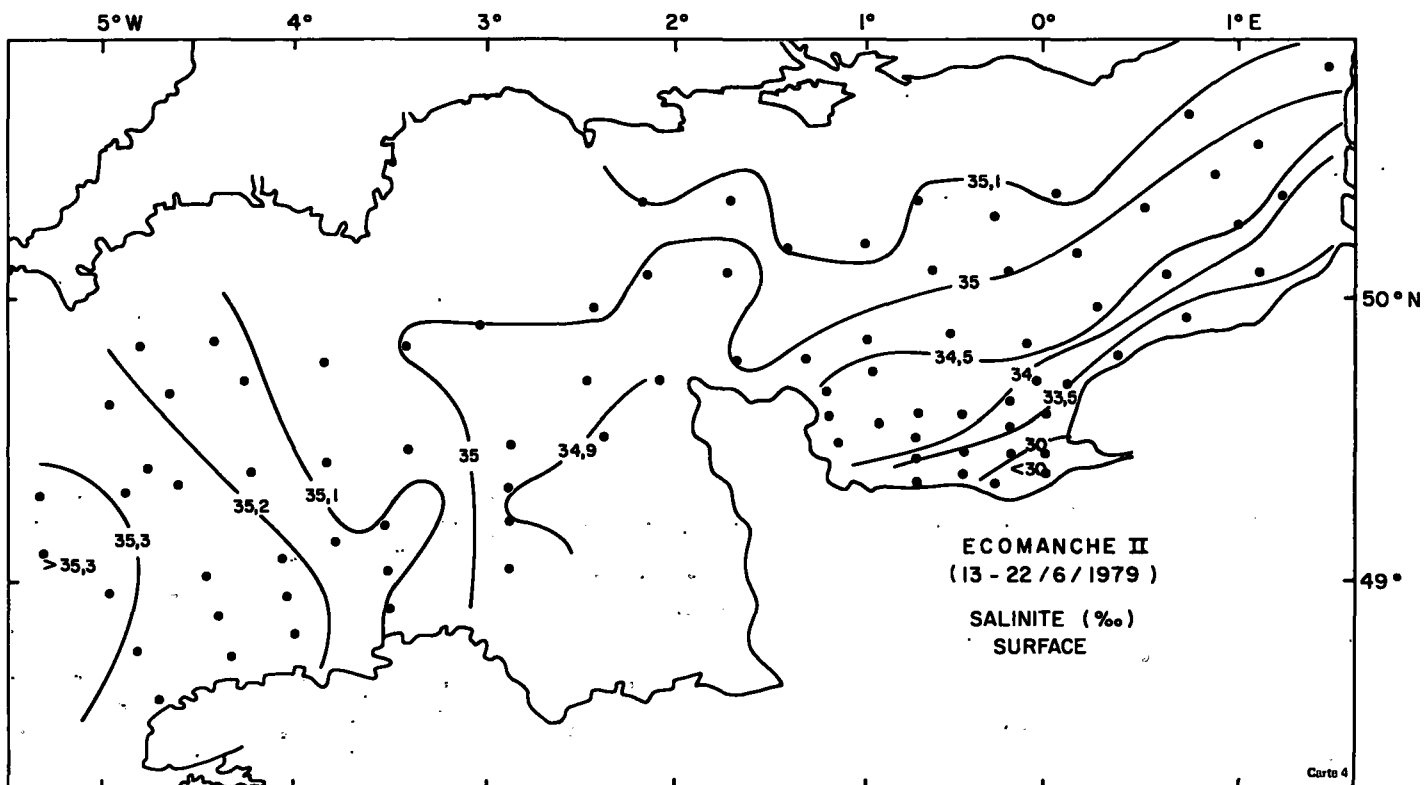 5° W 4° 3° 2° 1° 0° 1° E
35,1
35
50° N
34,5
34
33,5
34,9
35
30
<30
35,1
35,2
35,3
>35,3
ECOMANCHE II
(13 - 22 / 6 / 1979)
49°
SALINITE (‰)
SURFACE
Carte 4